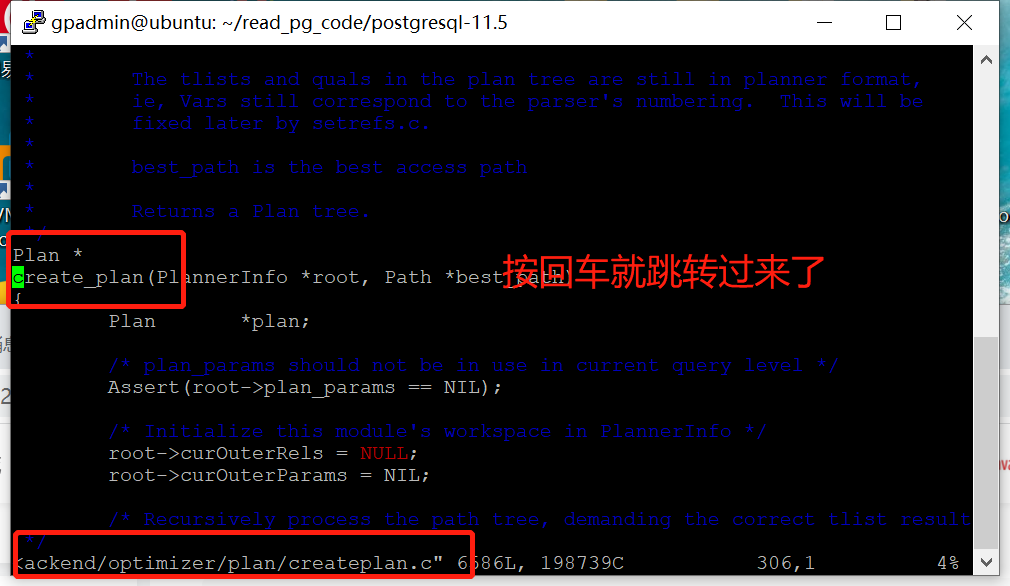 gpadmin@ubuntu: ~/read_pg_code/postgresql-11.5
*
* The tlists and quals in the plan tree are still in planner format,
* ie, Vars still correspond to the parser's numbering.  This will be
* fixed later by setrefs.c.
*
* best_path is the best access path
*
* Returns a Plan tree.
*/
Plan *
create_plan(PlannerInfo *root, Path *best_path)
按回车就跳转过来了
{
Plan *plan;
/* plan_params should not be in use in current query level */
Assert(root->plan_params == NIL);
/* Initialize this module's workspace in PlannerInfo */
root->curOuterRels = NULL;
root->curOuterParams = NIL;
/* Recursively process the path tree, demanding the correct tlist result
*/
<ackend/optimizer/plan/createplan.c" 6686L, 198739C 306,1 4%